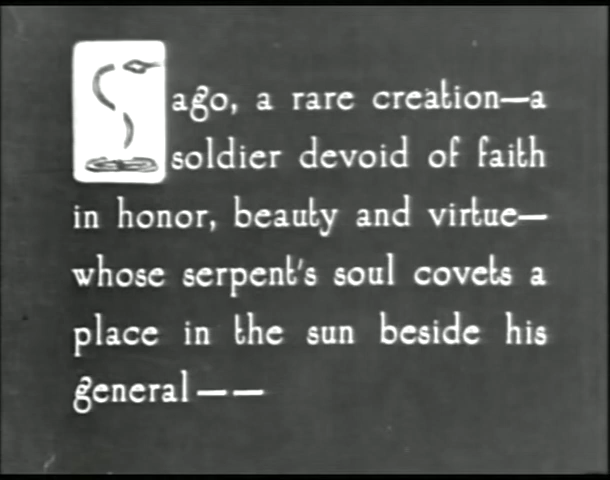 Iago, a rare creation—a
soldier devoid of faith
in honor, beauty and virtue—
whose serpent's soul covets a
place in the sun beside his
general — —